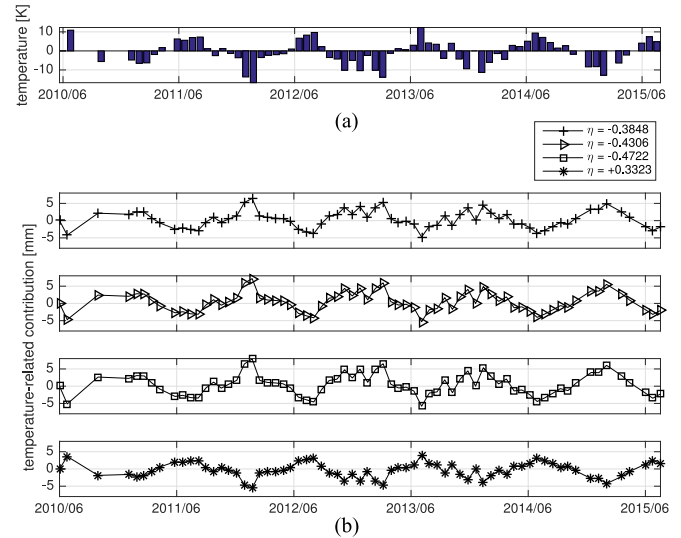 temperature [K]
10
0
-10
2010/06 2011/06 2012/06 2013/06 2014/06 2015/06
(a)
η = -0.3848
η = -0.4306
η = -0.4722
η = +0.3323
temperature-related contribution [mm]
5
0
-5
5
0
-5
5
0
-5
5
0
-5
2010/06 2011/06 2012/06 2013/06 2014/06 2015/06
(b)